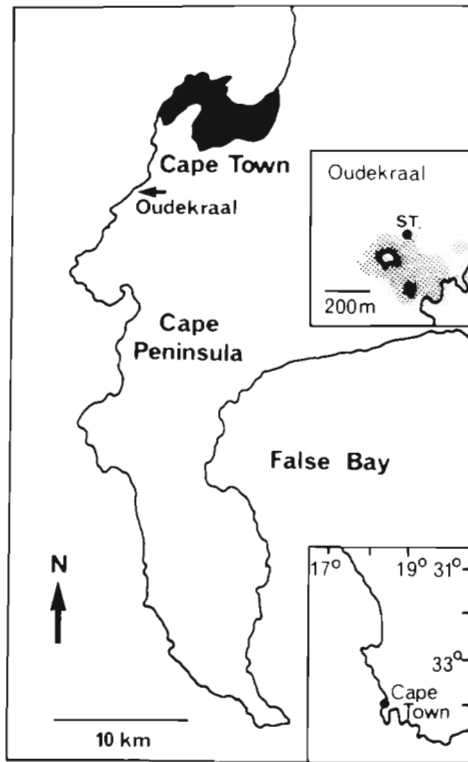 Cape Town
Oudekraal
Oudekraal
ST.
200m
Cape
Peninsula
False Bay
N
10 km
17° 19° 31°
33°
Cape
Town